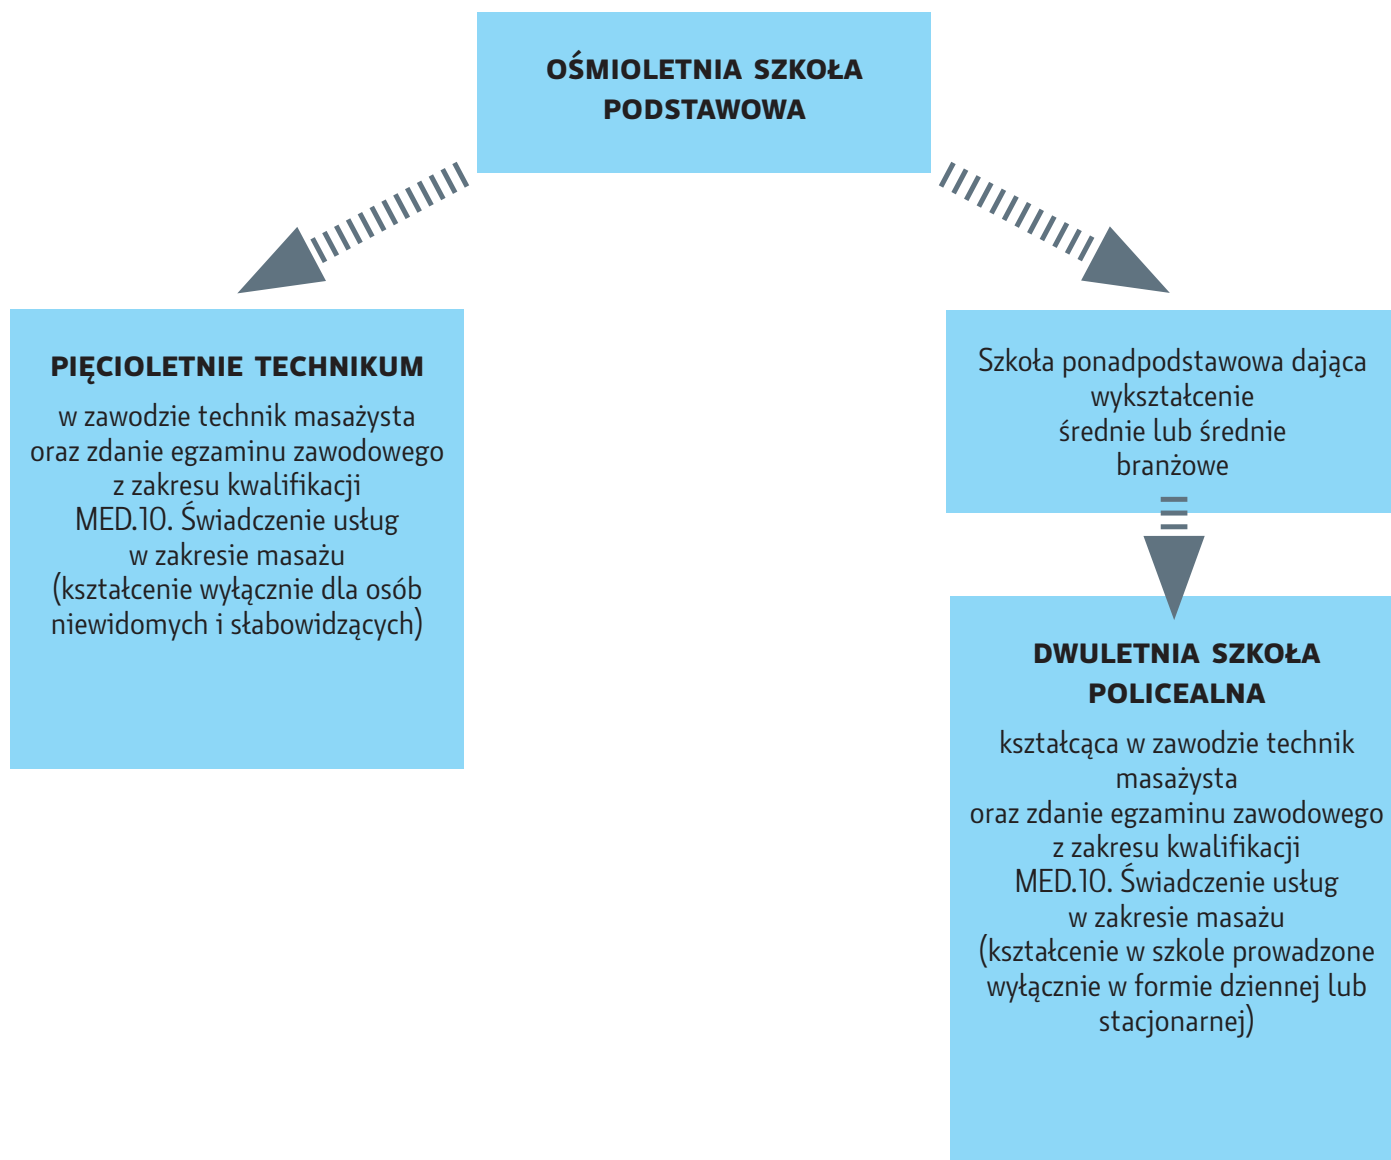 OŚMIOLETNIA SZKOŁA
PODSTAWOWA
PIĘCIOLETNIE TECHNIKUM
w zawodzie technik masażysta
oraz zdanie egzaminu zawodowego
z zakresu kwalifikacji
MED.10. Świadczenie usług
w zakresie masażu
(kształcenie wyłącznie dla osób
niewidomych i słabowidzących)
Szkoła ponadpodstawowa dająca
wykształcenie
średnie lub średnie
branżowe
DWULETNIA SZKOŁA
POLICEALNA
kształcąca w zawodzie technik
masażysta
oraz zdanie egzaminu zawodowego
z zakresu kwalifikacji
MED.10. Świadczenie usług
w zakresie masażu
(kształcenie w szkole prowadzone
wyłącznie w formie dziennej lub
stacjonarnej)